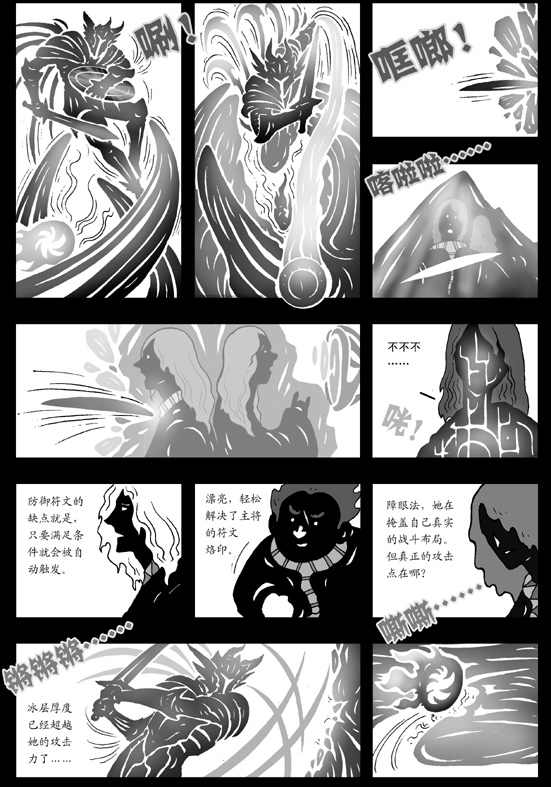 唰！
哐啷！
喀啦啦……
不不不
……
咣！
防御符文的
缺点就是，
只要满足条
件就会被自
动触发。
漂亮，轻松
解决了主将
的符文
烙印。
障眼法，她在
掩盖自己真实
的战斗布局。
但真正的攻击
点在哪？
锵锵锵……
冰层厚度
已经超越
她的攻击
力了……
嘶嘶……